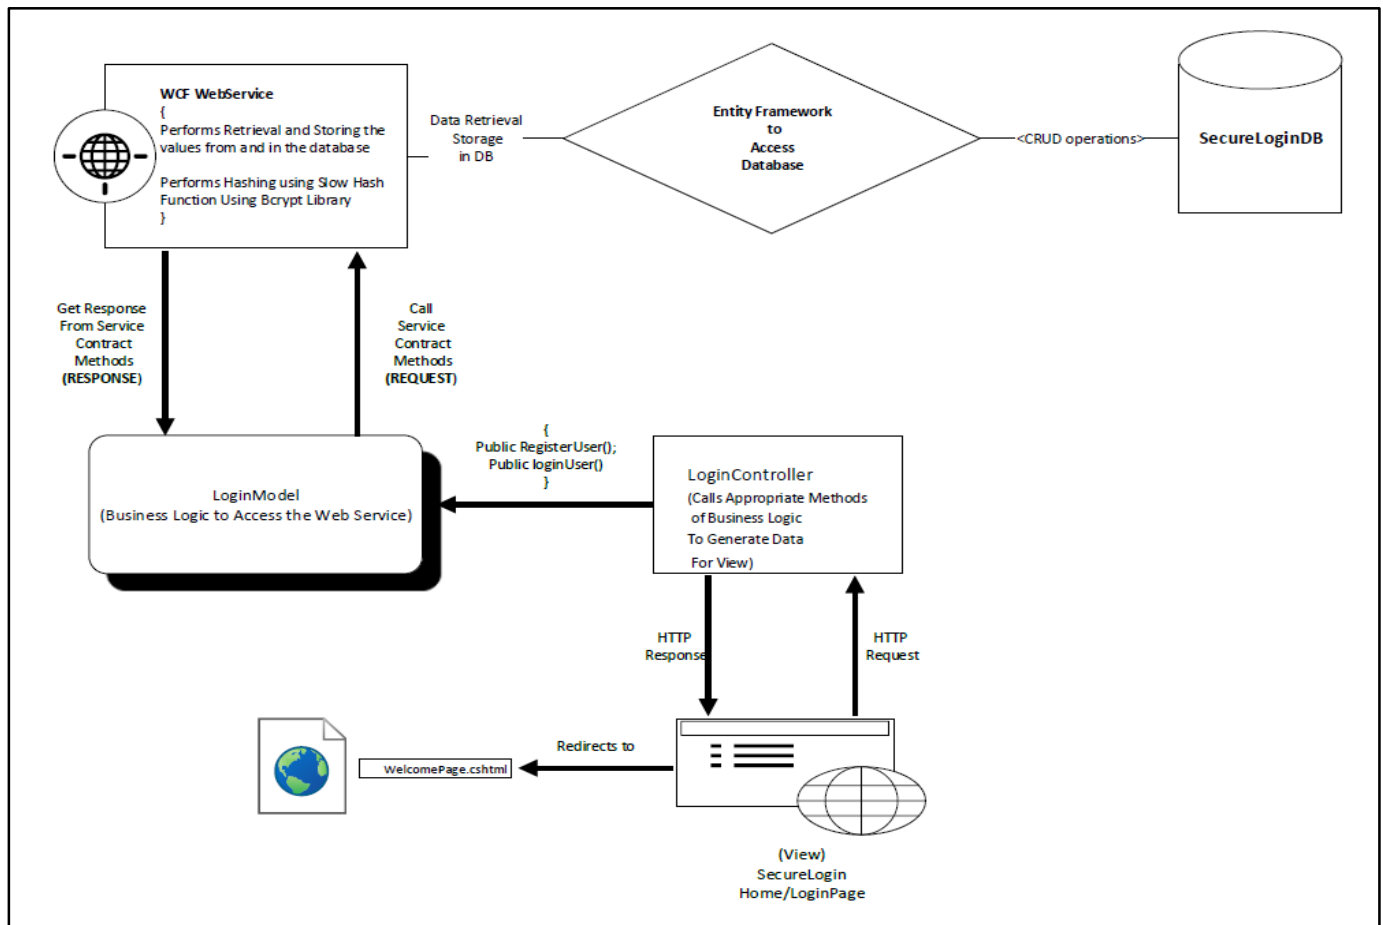 WCF WebService
{
Performs Retrieval and Storing the
values from and in the database
Performs Hashing using Slow Hash
Function Using Bcrypt Library
}
Data Retrieval
Storage
in DB
Entity Framework
to
Access
Database
<CRUD operations>
SecureLoginDB
Get Response
From Service
Contract
Methods
(RESPONSE)
Call
Service
Contract
Methods
(REQUEST)
{
Public RegisterUser();
Public loginUser()
}
LoginModel
(Business Logic to Access the Web Service)
LoginController
(Calls Appropriate Methods
of Business Logic
To Generate Data
For View)
HTTP
Response
HTTP
Request
Redirects to
WelcomePage.cshtml
(View)
SecureLogin
Home/LoginPage